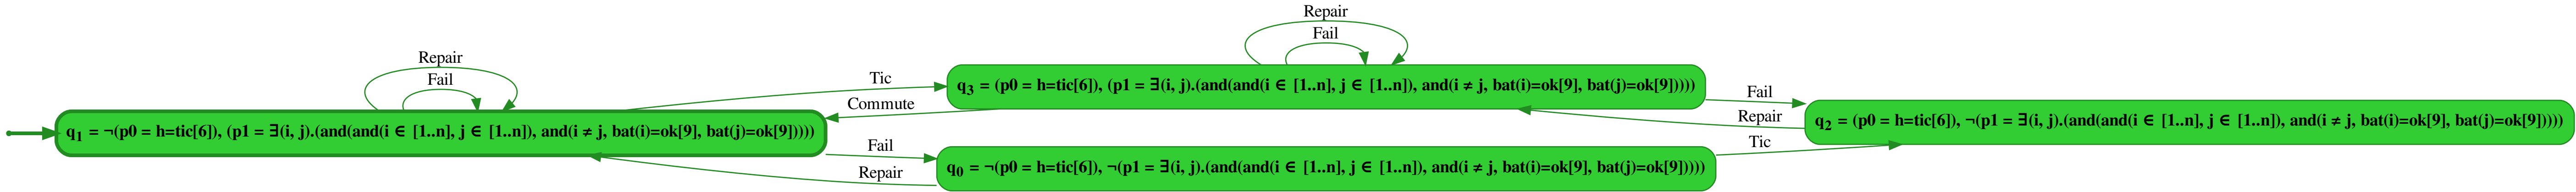 Repair
Fail
q1 = ¬(p0 = h=tic[6]), (p1 = ∃(i, j).(and(and(i ∈ [1..n], j ∈ [1..n]), and(i ≠ j, bat(i)=ok[9], bat(j)=ok[9]))))
Tic
Commute
Fail
Repair
Repair
Fail
q3 = (p0 = h=tic[6]), (p1 = ∃(i, j).(and(and(i ∈ [1..n], j ∈ [1..n]), and(i ≠ j, bat(i)=ok[9], bat(j)=ok[9]))))
q0 = ¬(p0 = h=tic[6]), ¬(p1 = ∃(i, j).(and(and(i ∈ [1..n], j ∈ [1..n]), and(i ≠ j, bat(i)=ok[9], bat(j)=ok[9]))))
Fail
Repair
Tic
q2 = (p0 = h=tic[6]), ¬(p1 = ∃(i, j).(and(and(i ∈ [1..n], j ∈ [1..n]), and(i ≠ j, bat(i)=ok[9], bat(j)=ok[9]))))